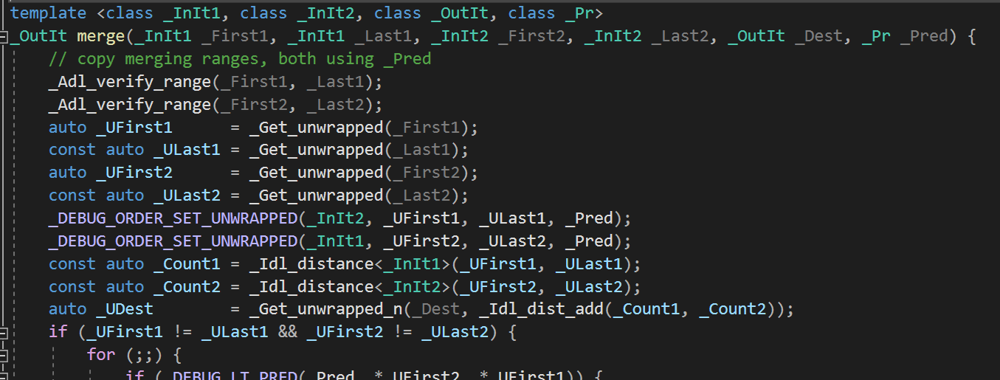 template <class _InIt1, class _InIt2, class _OutIt, class _Pr>
_OutIt merge(_InIt1 _First1, _InIt1 _Last1, _InIt2 _First2, _InIt2 _Last2, _OutIt _Dest, _Pr _Pred) {
    // copy merging ranges, both using _Pred
    _Adl_verify_range(_First1, _Last1);
    _Adl_verify_range(_First2, _Last2);
    auto _UFirst1      = _Get_unwrapped(_First1);
    const auto _ULast1 = _Get_unwrapped(_Last1);
    auto _UFirst2      = _Get_unwrapped(_First2);
    const auto _ULast2 = _Get_unwrapped(_Last2);
    _DEBUG_ORDER_SET_UNWRAPPED(_InIt2, _UFirst1, _ULast1, _Pred);
    _DEBUG_ORDER_SET_UNWRAPPED(_InIt1, _UFirst2, _ULast2, _Pred);
    const auto _Count1 = _Idl_distance<_InIt1>(_UFirst1, _ULast1);
    const auto _Count2 = _Idl_distance<_InIt2>(_UFirst2, _ULast2);
    auto _UDest        = _Get_unwrapped_n(_Dest, _Idl_dist_add(_Count1, _Count2));
    if (_UFirst1 != _ULast1 && _UFirst2 != _ULast2) {
        for (;;) {
            if (_DEBUG_LT_PRED(_Pred, *_UFirst2, *_UFirst1)) {